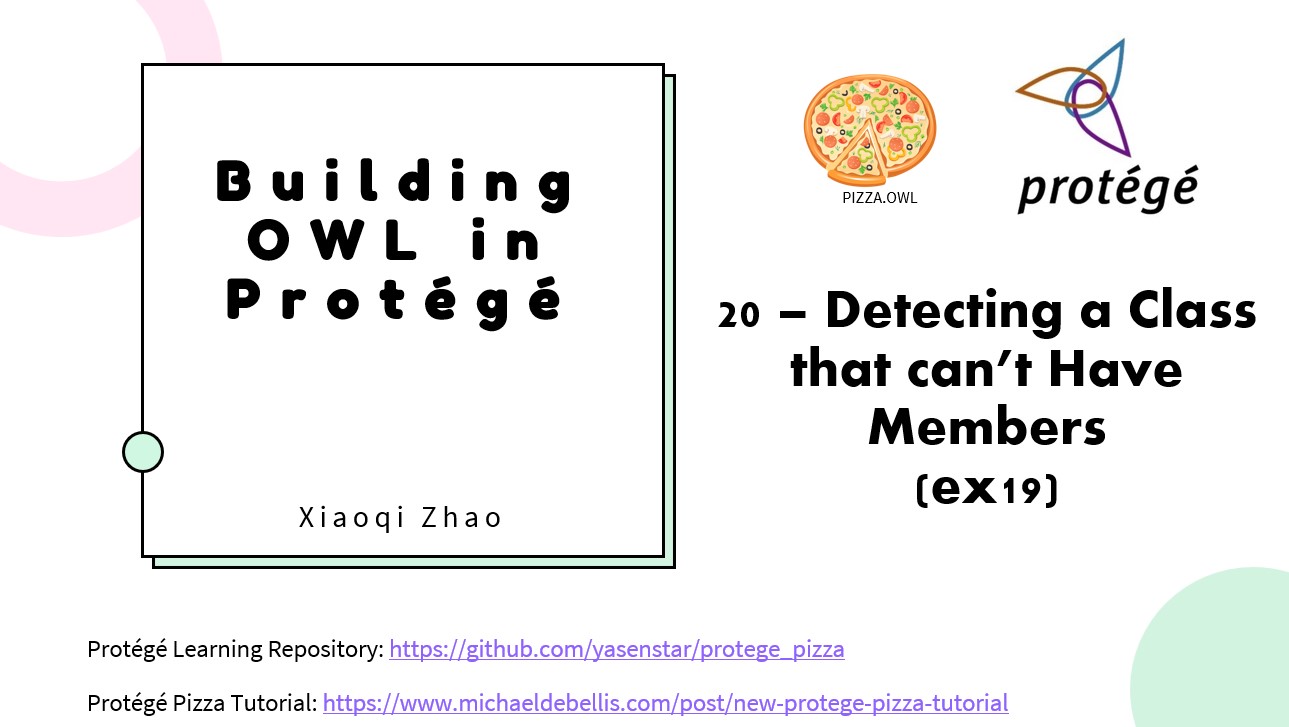 Building
OWL in
Protégé
Xiaoqi Zhao
PIZZA.OWL
protégé
20 – Detecting a Class
that can’t Have
Members
(ex19)
Protégé Learning Repository: https://github.com/yasenstar/protege_pizza
Protégé Pizza Tutorial: https://www.michaeldebellis.com/post/new-protege-pizza-tutorial